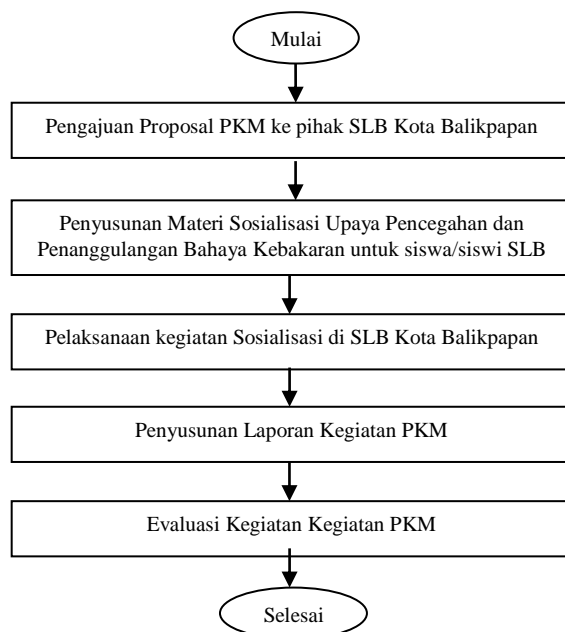 Mulai
Pengajuan Proposal PKM ke pihak SLB Kota Balikpapan
Penyusunan Materi Sosialisasi Upaya Pencegahan dan
Penanggulangan Bahaya Kebakaran untuk siswa/siswi SLB
Pelaksanaan kegiatan Sosialisasi di SLB Kota Balikpapan
Penyusunan Laporan Kegiatan PKM
Evaluasi Kegiatan Kegiatan PKM
Selesai